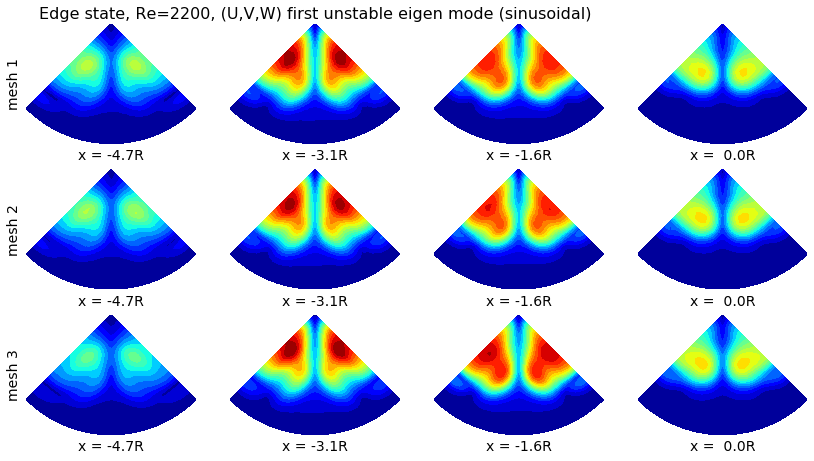 Edge state, Re=2200, (U,V,W) first unstable eigen mode (sinusoidal)
mesh 1
x = -4.7R
x = -3.1R
x = -1.6R
x =  0.0R
mesh 2
x = -4.7R
x = -3.1R
x = -1.6R
x =  0.0R
mesh 3
x = -4.7R
x = -3.1R
x = -1.6R
x =  0.0R